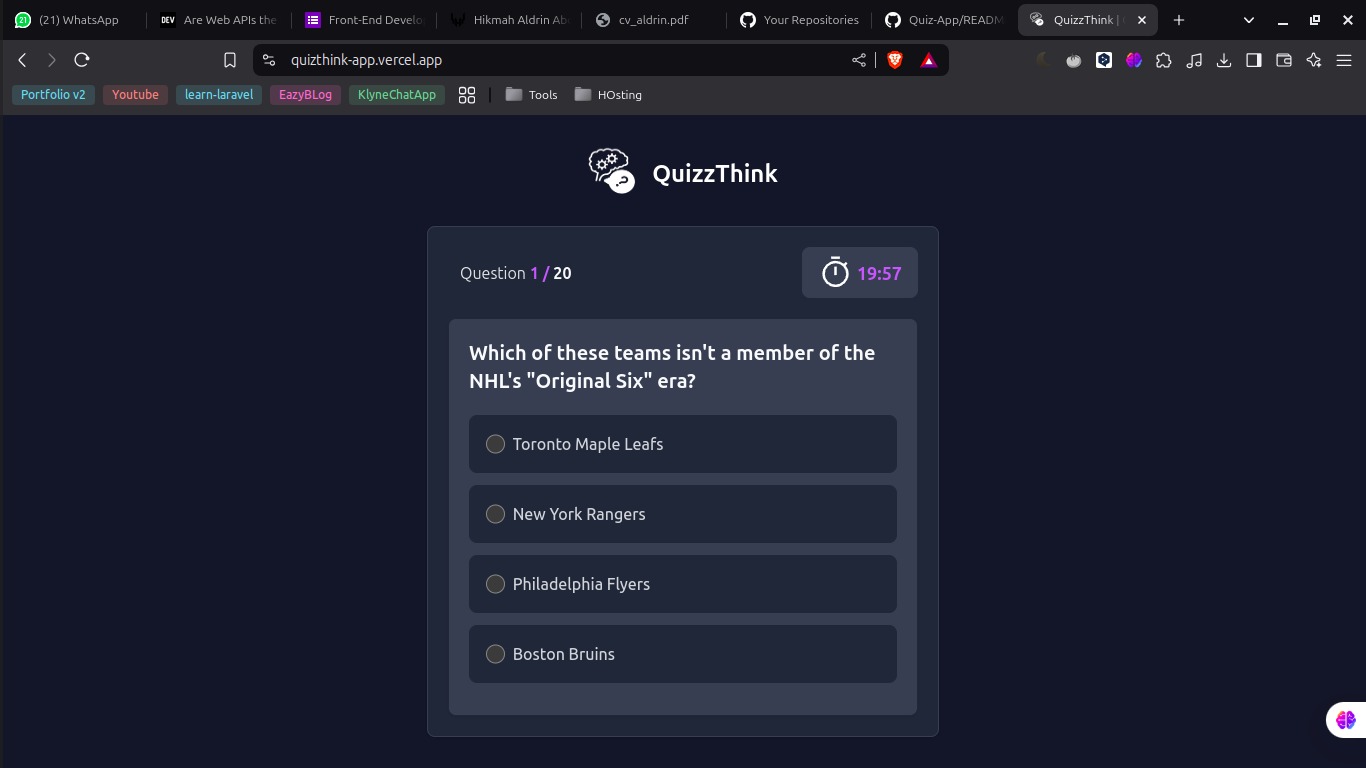 21
(21) WhatsApp
DEV
Are Web APIs the
Front-End Develo
Hikmah Aldrin Ab
cv_aldrin.pdf
Your Repositories
Quiz-App/READM
QuizzThink |
quizthink-app.vercel.app
Portfolio v2
Youtube
learn-laravel
EazyBLog
KlyneChatApp
Tools
HOsting
QuizzThink
Question 1 / 20
19:57
Which of these teams isn't a member of the
NHL's "Original Six" era?
Toronto Maple Leafs
New York Rangers
Philadelphia Flyers
Boston Bruins